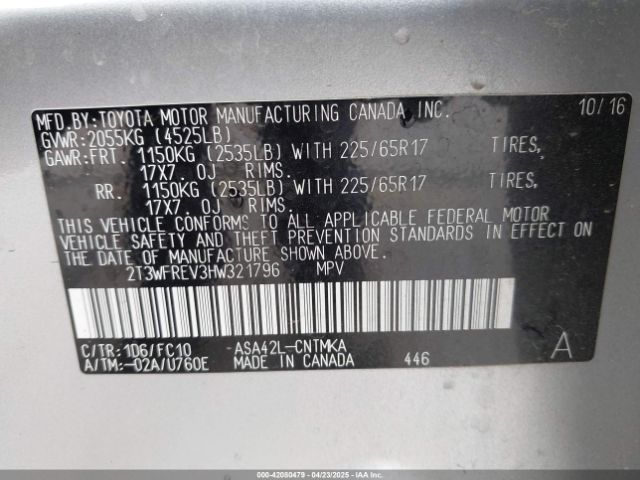 MFD.BY:TOYOTA MOTOR MANUFACTURING CANADA, INC. 10/16
GVWR:2055KG (4525LB)
GAWR:FRT. 1150KG (2535LB) WITH 225/65R17 TIRES,
17X7. 0J RIMS.
RR. 1150KG (2535LB) WITH 225/65R17 TIRES,
17X7. 0J RIMS.
THIS VEHICLE CONFORMS TO ALL APPLICABLE FEDERAL MOTOR
VEHICLE SAFETY AND THEFT PREVENTION STANDARDS IN EFFECT ON
THE DATE OF MANUFACTURE SHOWN ABOVE.
2T3WFREV3HW321796 MPV
C/TR:1D6/FC10 -ASA42L-CNTMKA A
A/TM:-02A/U760E MADE IN CANADA 446
000-42080479 04/23/2025 IAAI.COM